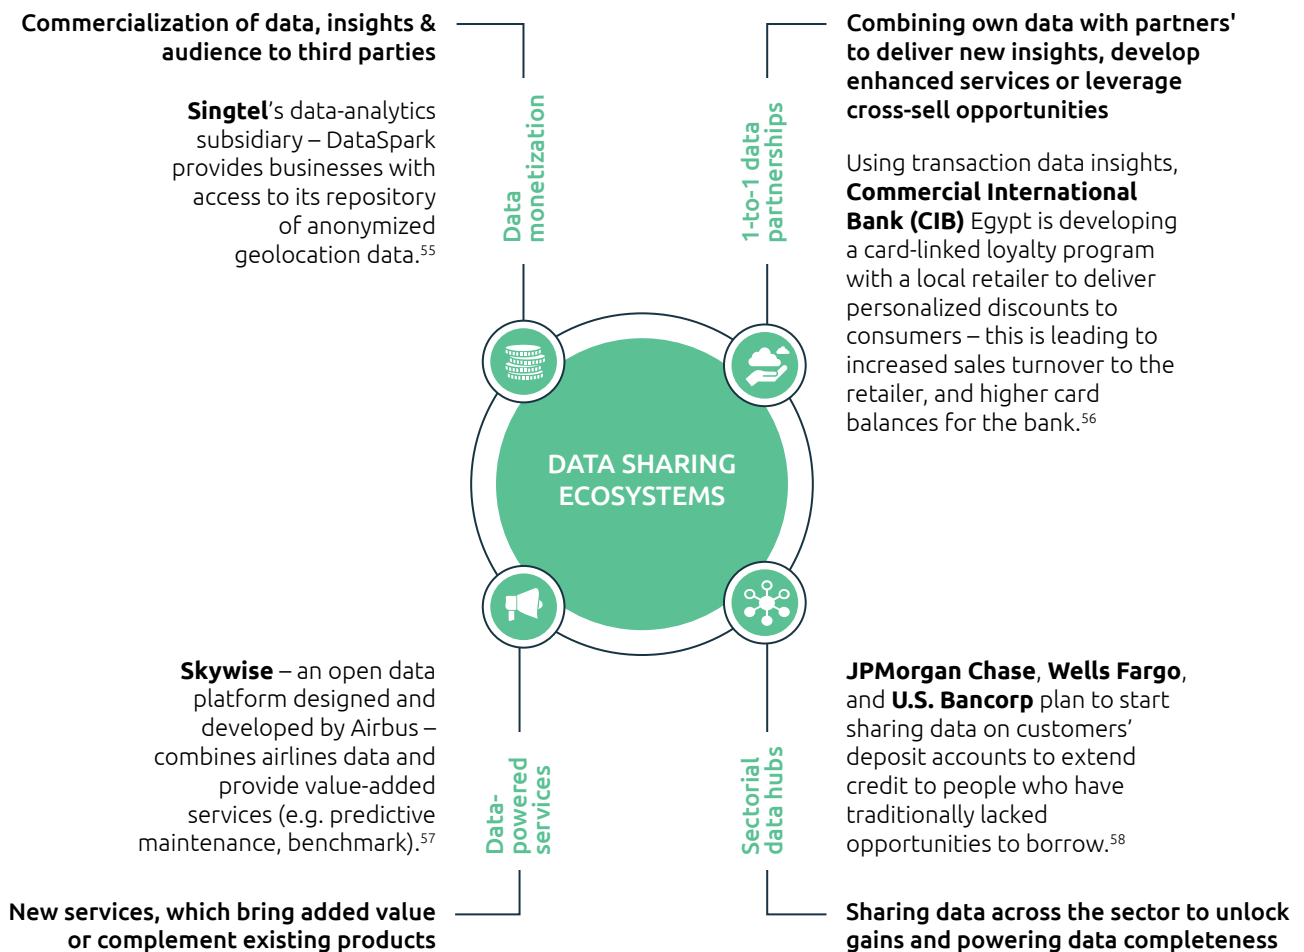 Commercialization of data, insights &
audience to third parties
Singtel's data-analytics
subsidiary – DataSpark
provides businesses with
access to its repository
of anonymized
geolocation data.55
Data
monetization
1-to-1 data
partnerships
Combining own data with partners'
to deliver new insights, develop
enhanced services or leverage
cross-sell opportunities
Using transaction data insights,
Commercial International
Bank (CIB) Egypt is developing
a card-linked loyalty program
with a local retailer to deliver
personalized discounts to
consumers – this is leading to
increased sales turnover to the
retailer, and higher card
balances for the bank.56
DATA SHARING
ECOSYSTEMS
Skywise – an open data
platform designed and
developed by Airbus –
combines airlines data and
provide value-added
services (e.g. predictive
maintenance, benchmark).57
Data-
powered
services
New services, which bring added value
or complement existing products
Sectorial
data hubs
JPMorgan Chase, Wells Fargo,
and U.S. Bancorp plan to start
sharing data on customers’
deposit accounts to extend
credit to people who have
traditionally lacked
opportunities to borrow.58
Sharing data across the sector to unlock
gains and powering data completeness